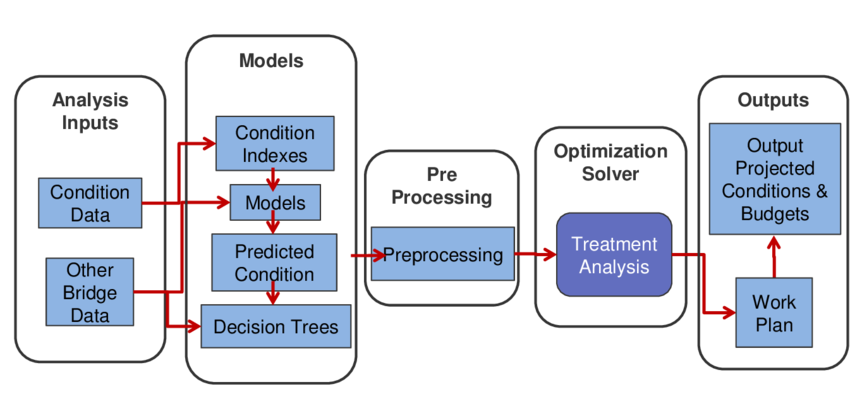 Analysis
Inputs
Condition
Data
Other
Bridge
Data
Models
Condition
Indexes
Models
Predicted
Condition
Decision Trees
Pre
Processing
Preprocessing
Optimization
Solver
Treatment
Analysis
Outputs
Output
Projected
Conditions &
Budgets
Work
Plan